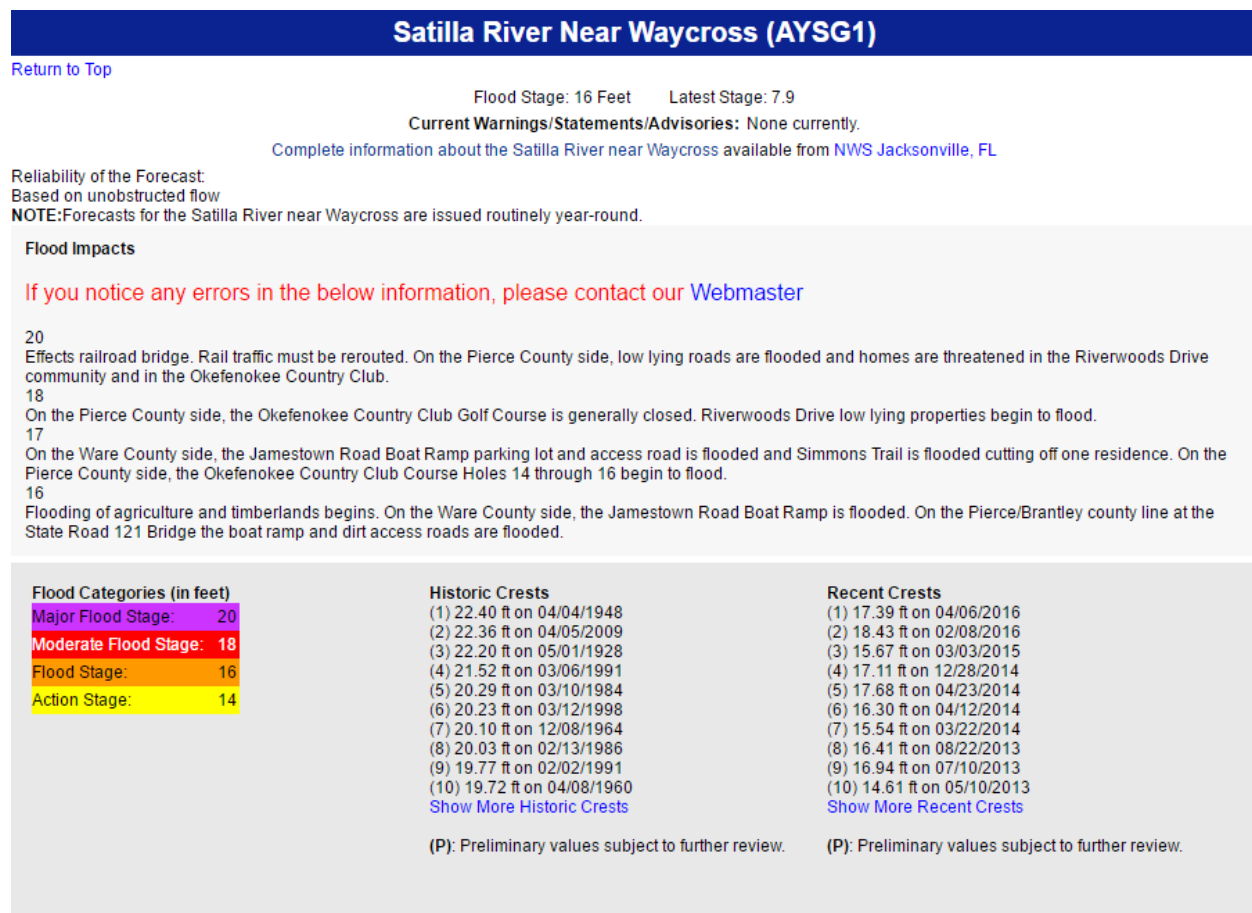 Satilla River Near Waycross (AYSG1)
Return to Top
Flood Stage: 16 Feet Latest Stage: 7.9
Current Warnings/Statements/Advisories: None currently.
Complete information about the Satilla River near Waycross available from NWS Jacksonville, FL
Reliability of the Forecast:
Based on unobstructed flow
NOTE:Forecasts for the Satilla River near Waycross are issued routinely year-round.
Flood Impacts
If you notice any errors in the below information, please contact our Webmaster
20
Effects railroad bridge. Rail traffic must be rerouted. On the Pierce County side, low lying roads are flooded and homes are threatened in the Riverwoods Drive
community and in the Okefenokee Country Club.
18
On the Pierce County side, the Okefenokee Country Club Golf Course is generally closed. Riverwoods Drive low lying properties begin to flood.
17
On the Ware County side, the Jamestown Road Boat Ramp parking lot and access road is flooded and Simmons Trail is flooded cutting off one residence. On the
Pierce County side, the Okefenokee Country Club Course Holes 14 through 16 begin to flood.
16
Flooding of agriculture and timberlands begins. On the Ware County side, the Jamestown Road Boat Ramp is flooded. On the Pierce/Brantley county line at the
State Road 121 Bridge the boat ramp and dirt access roads are flooded.
Flood Categories (in feet)
Major Flood Stage: 20
Moderate Flood Stage: 18
Flood Stage: 16
Action Stage: 14
Historic Crests
(1) 22.40 ft on 04/04/1948
(2) 22.36 ft on 04/05/2009
(3) 22.20 ft on 05/01/1928
(4) 21.52 ft on 03/06/1991
(5) 20.29 ft on 03/10/1984
(6) 20.23 ft on 03/12/1998
(7) 20.10 ft on 12/08/1964
(8) 20.03 ft on 02/13/1986
(9) 19.77 ft on 02/02/1991
(10) 19.72 ft on 04/08/1960
Show More Historic Crests
(P): Preliminary values subject to further review.
Recent Crests
(1) 17.39 ft on 04/06/2016
(2) 18.43 ft on 02/08/2016
(3) 15.67 ft on 03/03/2015
(4) 17.11 ft on 12/28/2014
(5) 17.68 ft on 04/23/2014
(6) 16.30 ft on 04/12/2014
(7) 15.54 ft on 03/22/2014
(8) 16.41 ft on 08/22/2013
(9) 16.94 ft on 07/10/2013
(10) 14.61 ft on 05/10/2013
Show More Recent Crests
(P): Preliminary values subject to further review.